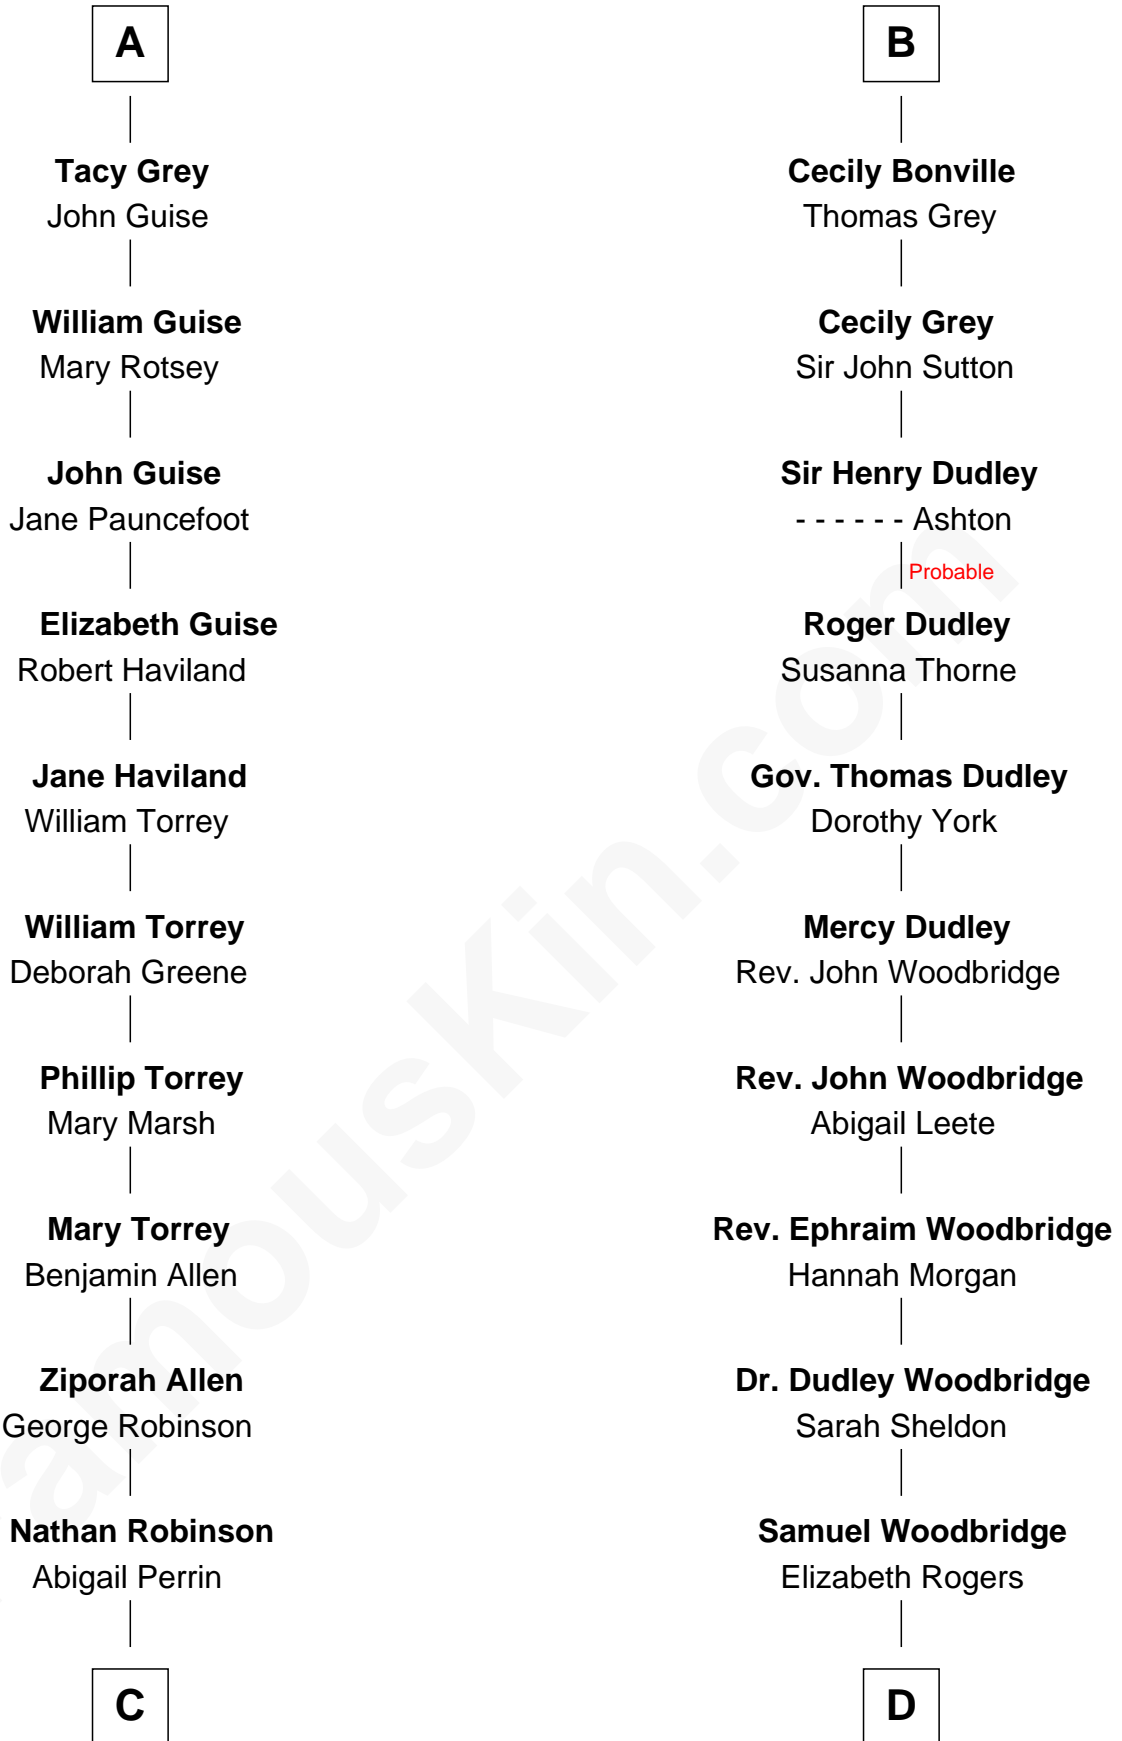 A
Tacy Grey
John Guise
William Guise
Mary Rotsey
John Guise
Jane Pauncefoot
Elizabeth Guise
Robert Haviland
Jane Haviland
William Torrey
William Torrey
Deborah Greene
Phillip Torrey
Mary Marsh
Mary Torrey
Benjamin Allen
Ziporah Allen
George Robinson
Nathan Robinson
Abigail Perrin
C
B
Cecily Bonville
Thomas Grey
Cecily Grey
Sir John Sutton
Sir Henry Dudley
- - - - - - Ashton
Probable
Roger Dudley
Susanna Thorne
Gov. Thomas Dudley
Dorothy York
Mercy Dudley
Rev. John Woodbridge
Rev. John Woodbridge
Abigail Leete
Rev. Ephraim Woodbridge
Hannah Morgan
Dr. Dudley Woodbridge
Sarah Sheldon
Samuel Woodbridge
Elizabeth Rogers
D
amouskin.com